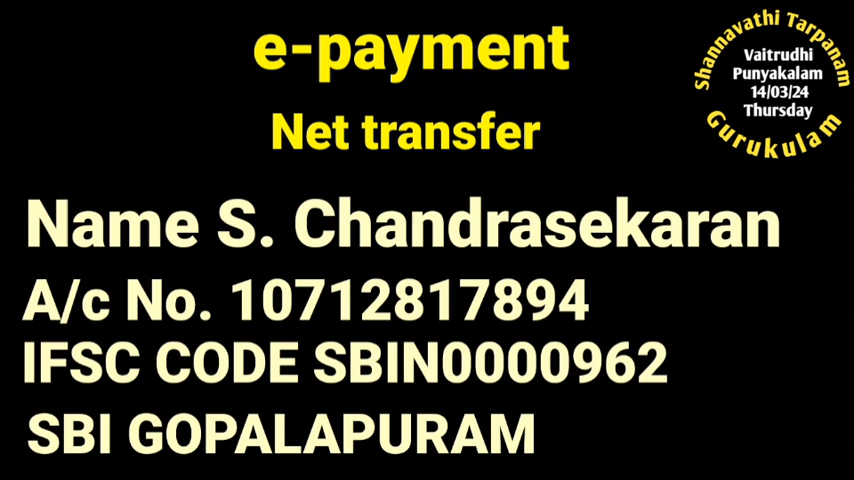 e-payment
Net transfer
Shannavathi Tarpanam
Vaitrudhi
Punyakalam
14/03/24
Thursday
Gurukulam
Name S. Chandrasekaran
A/c No. 10712817894
IFSC CODE SBIN0000962
SBI GOPALAPURAM